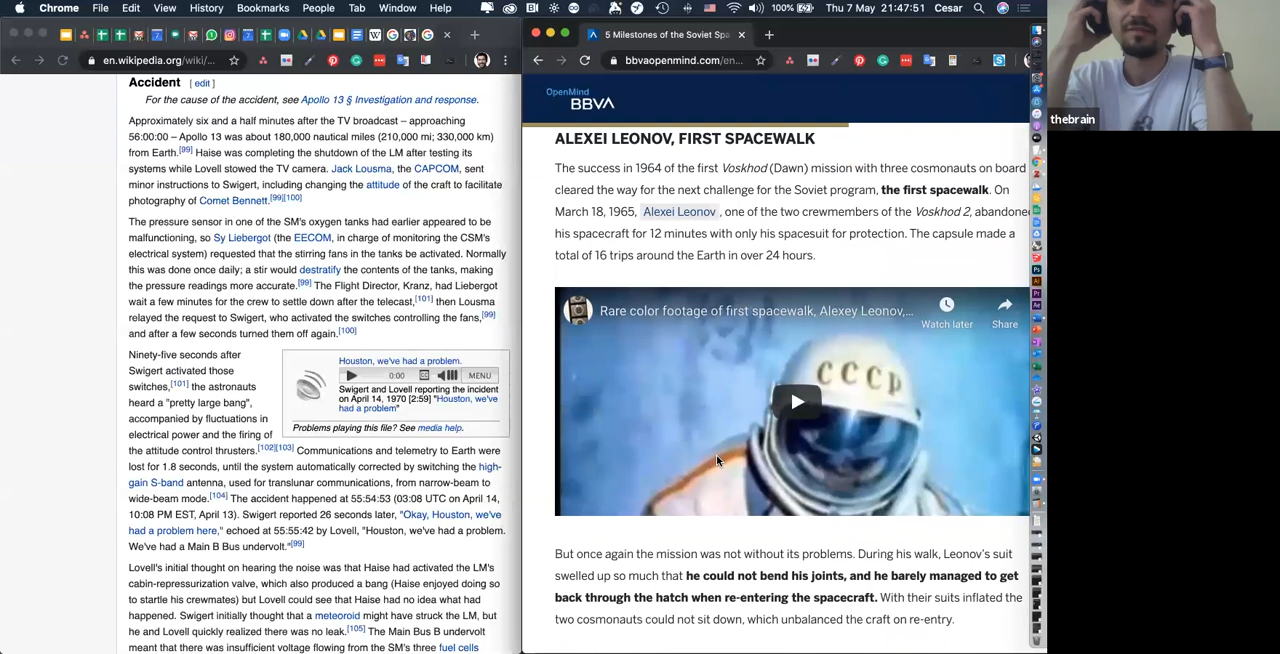 Chrome File Edit View History Bookmarks People Tab Window Help 100% Thu 7 May 21:47:51 Cesar
5 Milestones of the Soviet Spa
en.wikipedia.org/wiki/...
bbvaopenmind.com/en...
Accident [ edit ]
For the cause of the accident, see Apollo 13 § Investigation and response.
Approximately six and a half minutes after the TV broadcast – approaching
56:00:00 – Apollo 13 was about 180,000 nautical miles (210,000 mi; 330,000 km)
from Earth.[99] Haise was completing the shutdown of the LM after testing its
systems while Lovell stowed the TV camera. Jack Lousma, the CAPCOM, sent
minor instructions to Swigert, including changing the attitude of the craft to facilitate
photography of Comet Bennett.[99][100]
The pressure sensor in one of the SM's oxygen tanks had earlier appeared to be
malfunctioning, so Sy Liebergot (the EECOM, in charge of monitoring the CSM's
electrical system) requested that the stirring fans in the tanks be activated. Normally
this was done once daily; a stir would destratify the contents of the tanks, making
the pressure readings more accurate.[99] The Flight Director, Kranz, had Liebergot
wait a few minutes for the crew to settle down after the telecast,[101] then Lousma
relayed the request to Swigert, who activated the switches controlling the fans,[99]
and after a few seconds turned them off again.[100]
Ninety-five seconds after
Swigert activated those
switches,[101] the astronauts
heard a "pretty large bang",
accompanied by fluctuations in
electrical power and the firing of
the attitude control thrusters.[102][103] Communications and telemetry to Earth were
lost for 1.8 seconds, until the system automatically corrected by switching the high-
gain S-band antenna, used for translunar communications, from narrow-beam to
wide-beam mode.[104] The accident happened at 55:54:53 (03:08 UTC on April 14,
10:08 PM EST, April 13). Swigert reported 26 seconds later, "Okay, Houston, we've
had a problem here," echoed at 55:55:42 by Lovell, "Houston, we've had a problem.
We've had a Main B Bus undervolt."[99]
Lovell's initial thought on hearing the noise was that Haise had activated the LM's
cabin-repressurization valve, which also produced a bang (Haise enjoyed doing so
to startle his crewmates) but Lovell could see that Haise had no idea what had
happened. Swigert initially thought that a meteoroid might have struck the LM, but
he and Lovell quickly realized there was no leak.[105] The Main Bus B undervolt
meant that there was insufficient voltage flowing from the SM's three fuel cells
Houston, we've had a problem.
0:00 MENU
Swigert and Lovell reporting the incident
on April 14, 1970 [2:59] "Houston, we've
had a problem"
Problems playing this file? See media help.
OpenMind
BBVA
ALEXEI LEONOV, FIRST SPACEWALK
The success in 1964 of the first Voskhod (Dawn) mission with three cosmonauts on board
cleared the way for the next challenge for the Soviet program, the first spacewalk. On
March 18, 1965, Alexei Leonov , one of the two crewmembers of the Voskhod 2, abandone
his spacecraft for 12 minutes with only his spacesuit for protection. The capsule made a
total of 16 trips around the Earth in over 24 hours.
Rare color footage of first spacewalk, Alexey Leonov,...
Watch later
Share
CCCP
But once again the mission was not without its problems. During his walk, Leonov's suit
swelled up so much that he could not bend his joints, and he barely managed to get
back through the hatch when re-entering the spacecraft. With their suits inflated the
two cosmonauts could not sit down, which unbalanced the craft on re-entry.
thebrain